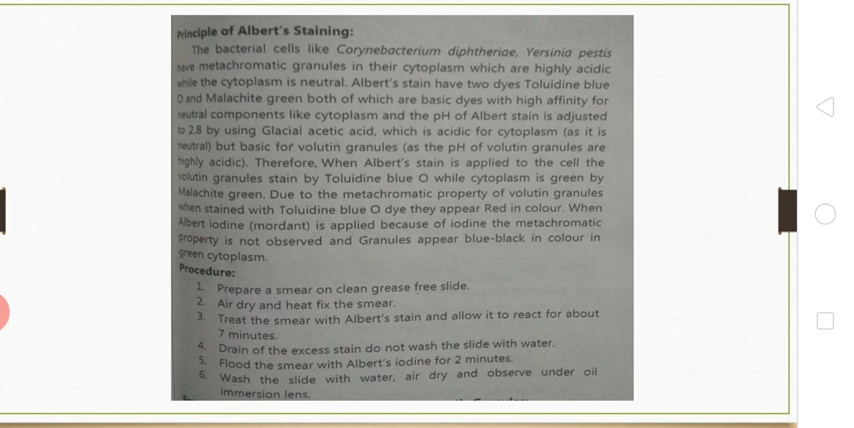 Principle of Albert's Staining:
The bacterial cells like Corynebacterium diphtheriae, Yersinia pestis
have metachromatic granules in their cytoplasm which are highly acidic
while the cytoplasm is neutral. Albert's stain have two dyes Toluidine blue
O and Malachite green both of which are basic dyes with high affinity for
neutral components like cytoplasm and the pH of Albert stain is adjusted
to 2.8 by using Glacial acetic acid, which is acidic for cytoplasm (as it is
neutral) but basic for volutin granules (as the pH of volutin granules are
highly acidic). Therefore, When Albert's stain is applied to the cell the
volutin granules stain by Toluidine blue O while cytoplasm is green by
Malachite green. Due to the metachromatic property of volutin granules
when stained with Toluidine blue O dye they appear Red in colour. When
Albert iodine (mordant) is applied because of iodine the metachromatic
property is not observed and Granules appear blue-black in colour in
green cytoplasm.
Procedure:
1. Prepare a smear on clean grease free slide.
2. Air dry and heat fix the smear.
3. Treat the smear with Albert's stain and allow it to react for about
7 minutes.
4. Drain of the excess stain do not wash the slide with water.
5. Flood the smear with Albert's iodine for 2 minutes.
6. Wash the slide with water, air dry and observe under oil
immersion lens.